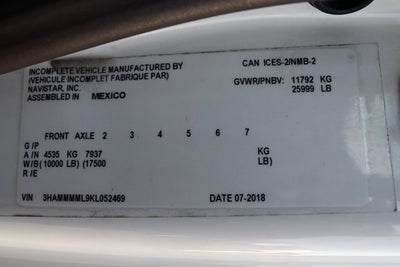 INCOMPLETE VEHICLE MANUFACTURED BY
(VEHICULE INCOMPLET FABRIQUE PAR)
NAVISTAR, INC.
ASSEMBLED IN MEXICO
CAN ICES-2/NMB-2
GVWR/PNBV: 11792 KG
25999 LB
FRONT AXLE 2 3 4 5 6 7
G/P
A/N 4535 KG 7937 KG
W/B (10000 LB) (17500 LB)
R/E
VIN 3HAMMMML9KL052469 DATE 07-2018